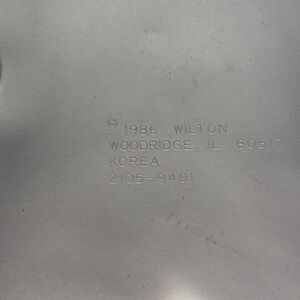 © 1986 WILTON
WOODRIDGE, IL 60517
KOREA
2105-9401